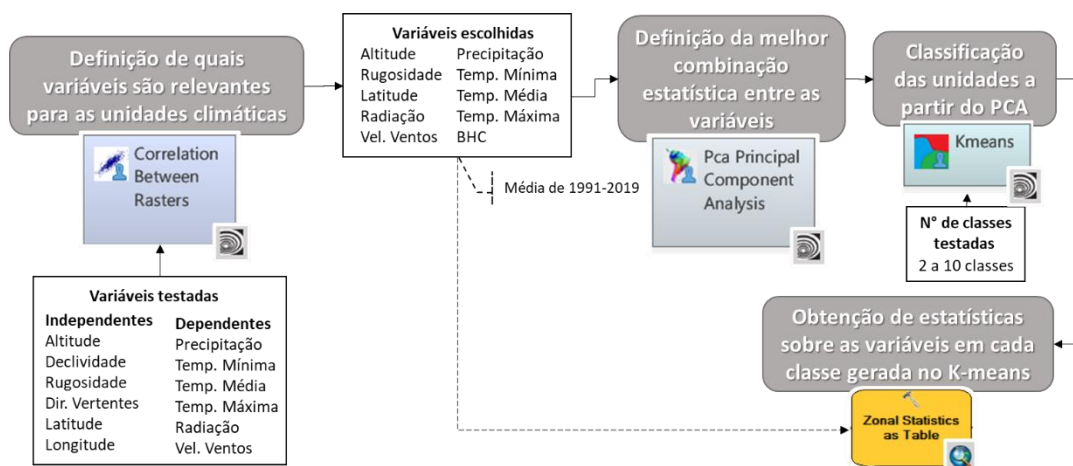 Definição de quais
variáveis são relevantes
para as unidades climáticas
Correlation
Between
Rasters
Variáveis testadas
Independentes
Altitude
Declividade
Rugosidade
Dir. Vertentes
Latitude
Longitude
Dependentes
Precipitação
Temp. Mínima
Temp. Média
Temp. Máxima
Radiação
Vel. Ventos
Variáveis escolhidas
Altitude
Rugosidade
Latitude
Radiação
Vel. Ventos
Precipitação
Temp. Mínima
Temp. Média
Temp. Máxima
BHC
Média de 1991-2019
Definição da melhor
combinação
estatística entre as
variáveis
Pca Principal
Component
Analysis
Classificação
das unidades a
partir do PCA
Kmeans
N° de classes
testadas
2 a 10 classes
Obtenção de estatísticas
sobre as variáveis em cada
classe gerada no K-means
Zonal Statistics
as Table